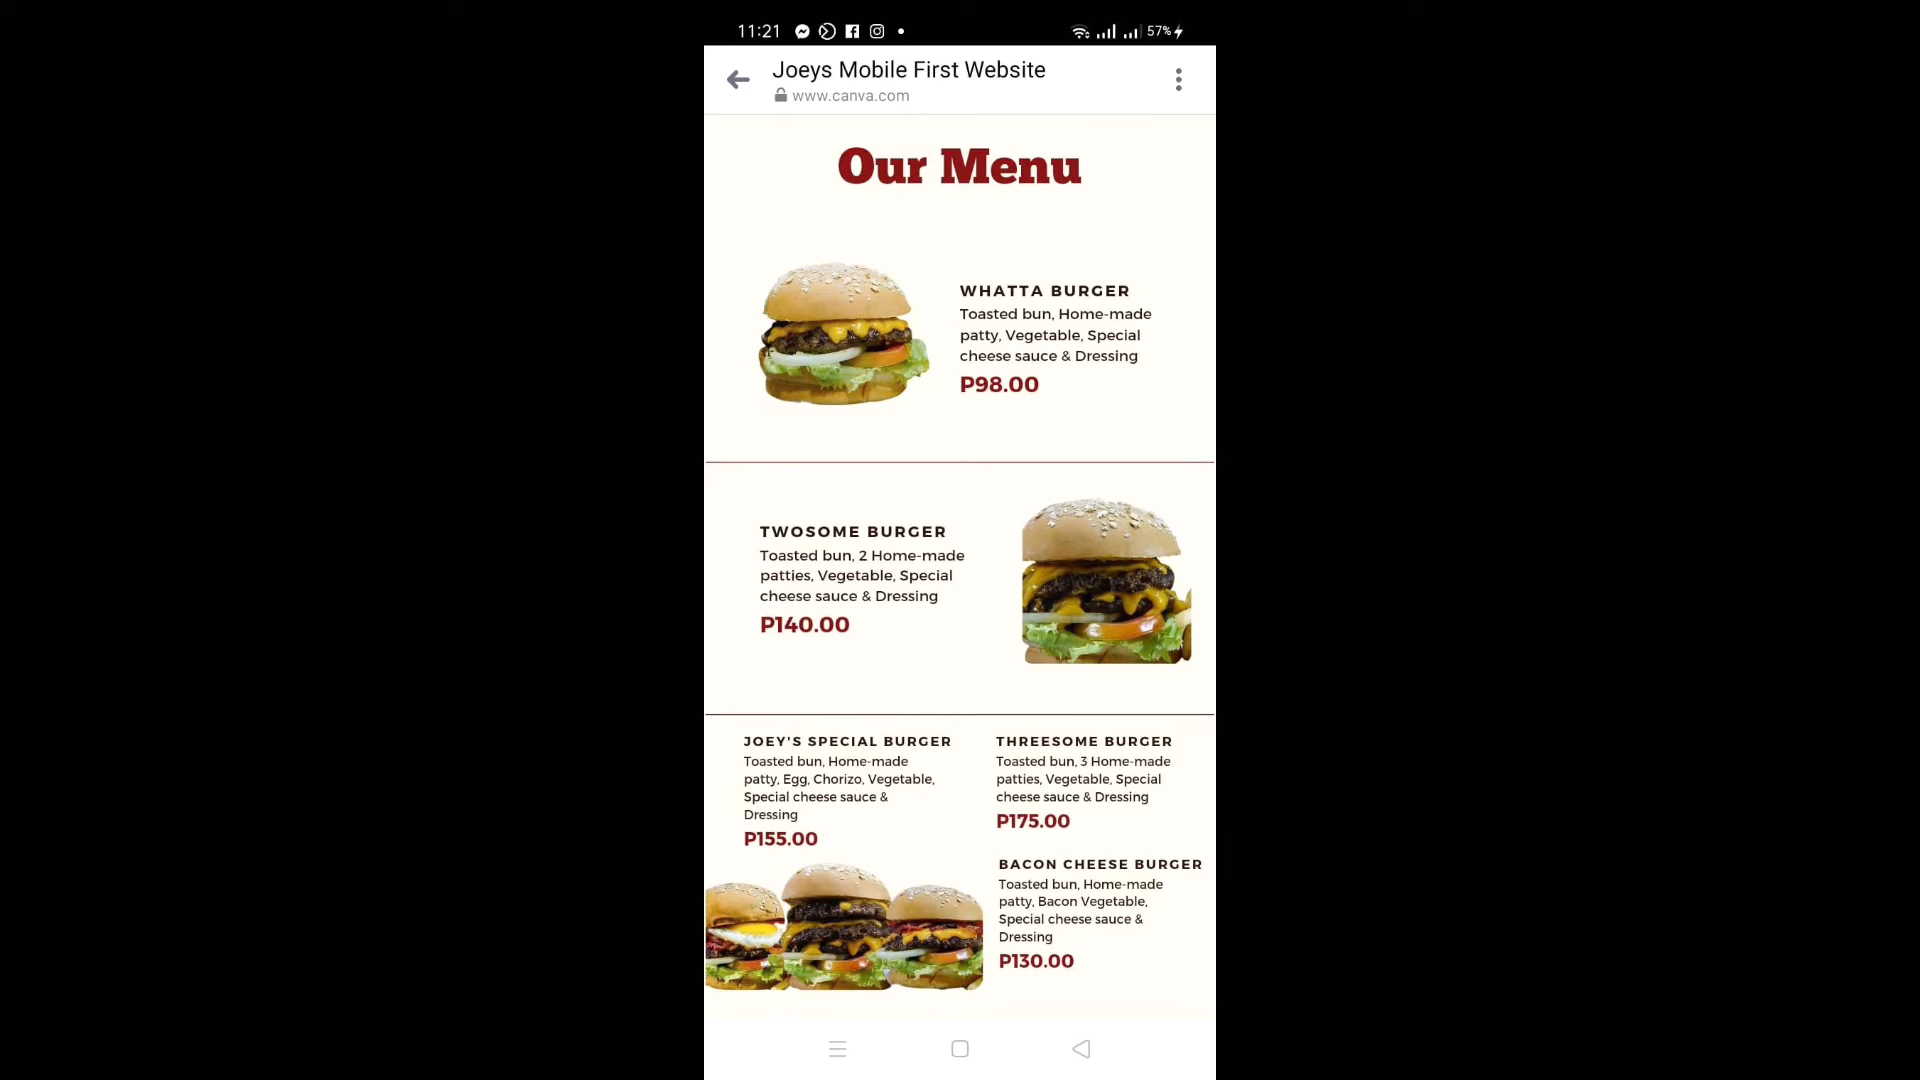 11:21
57%
Joeys Mobile First Website
www.canva.com
Our Menu
WHATTA BURGER
Toasted bun, Home-made
patty, Vegetable, Special
cheese sauce & Dressing
P98.00
TWOSOME BURGER
Toasted bun, 2 Home-made
patties, Vegetable, Special
cheese sauce & Dressing
P140.00
JOEY'S SPECIAL BURGER
Toasted bun, Home-made
patty, Egg, Chorizo, Vegetable,
Special cheese sauce &
Dressing
P155.00
THREESOME BURGER
Toasted bun, 3 Home-made
patties, Vegetable, Special
cheese sauce & Dressing
P175.00
BACON CHEESE BURGER
Toasted bun, Home-made
patty, Bacon Vegetable,
Special cheese sauce &
Dressing
P130.00